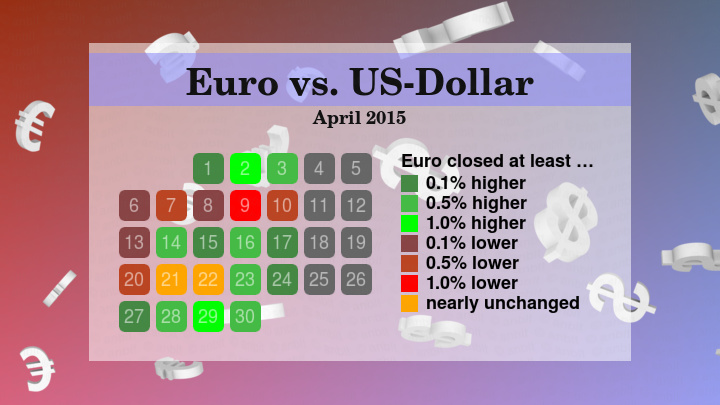 Euro vs. US-Dollar
April 2015
1 2 3 4 5
6 7 8 9 10 11 12
13 14 15 16 17 18 19
20 21 22 23 24 25 26
27 28 29 30
Euro closed at least …
0.1% higher
0.5% higher
1.0% higher
0.1% lower
0.5% lower
1.0% lower
nearly unchanged